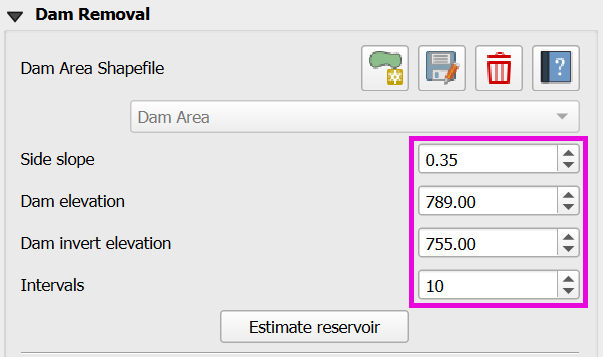 Dam Removal
Dam Area Shapefile
?
Dam Area
Side slope 0.35
Dam elevation 789.00
Dam invert elevation 755.00
Intervals 10
Estimate reservoir